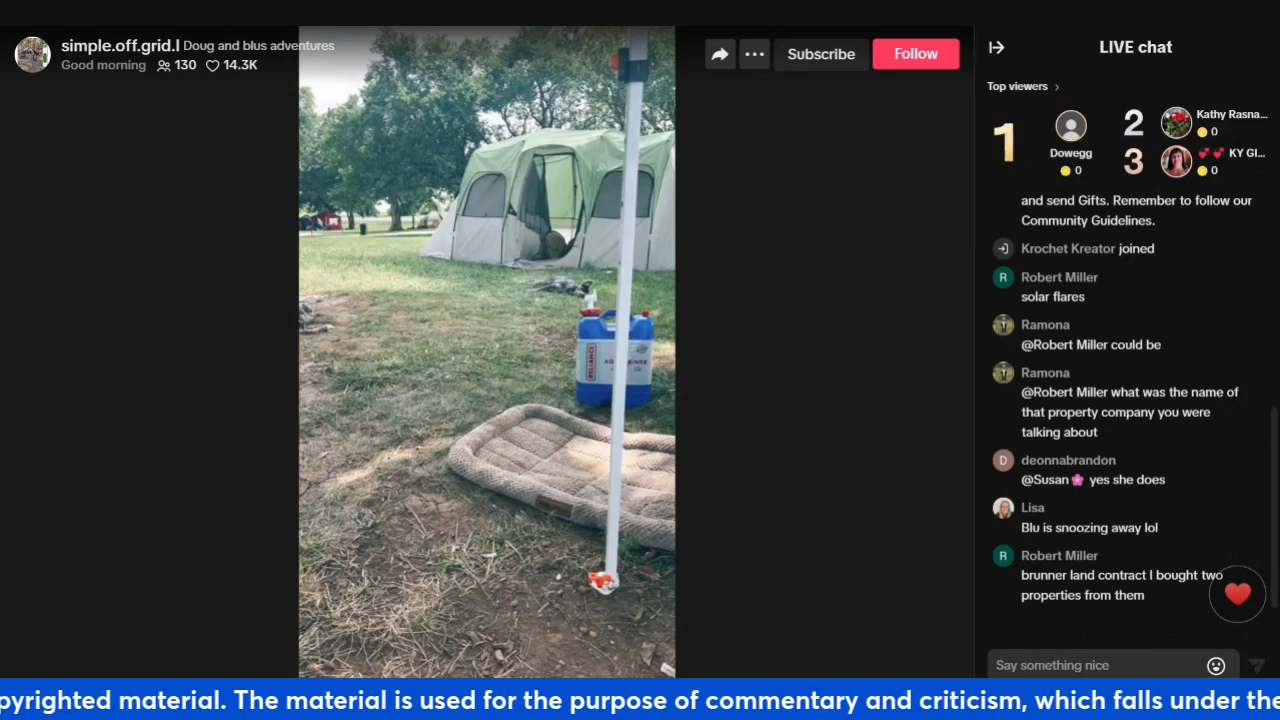 simple.off.grid.l Doug and blus adventures
Good morning 130 14.3K
Subscribe
Follow
LIVE chat
Top viewers
1
Dowegg
0
2
Kathy Rasna...
0
3
KY GI...
0
and send Gifts. Remember to follow our
Community Guidelines.
Krochet Kreator joined
R
Robert Miller
solar flares
Ramona
@Robert Miller could be
Ramona
@Robert Miller what was the name of
that property company you were
talking about
D
deonnabrandon
@Susan🌸 yes she does
Lisa
Blu is snoozing away lol
R
Robert Miller
brunner land contract I bought two
properties from them
Say something nice
RELIANCE
pyrighted material. The material is used for the purpose of commentary and criticism, which falls under the